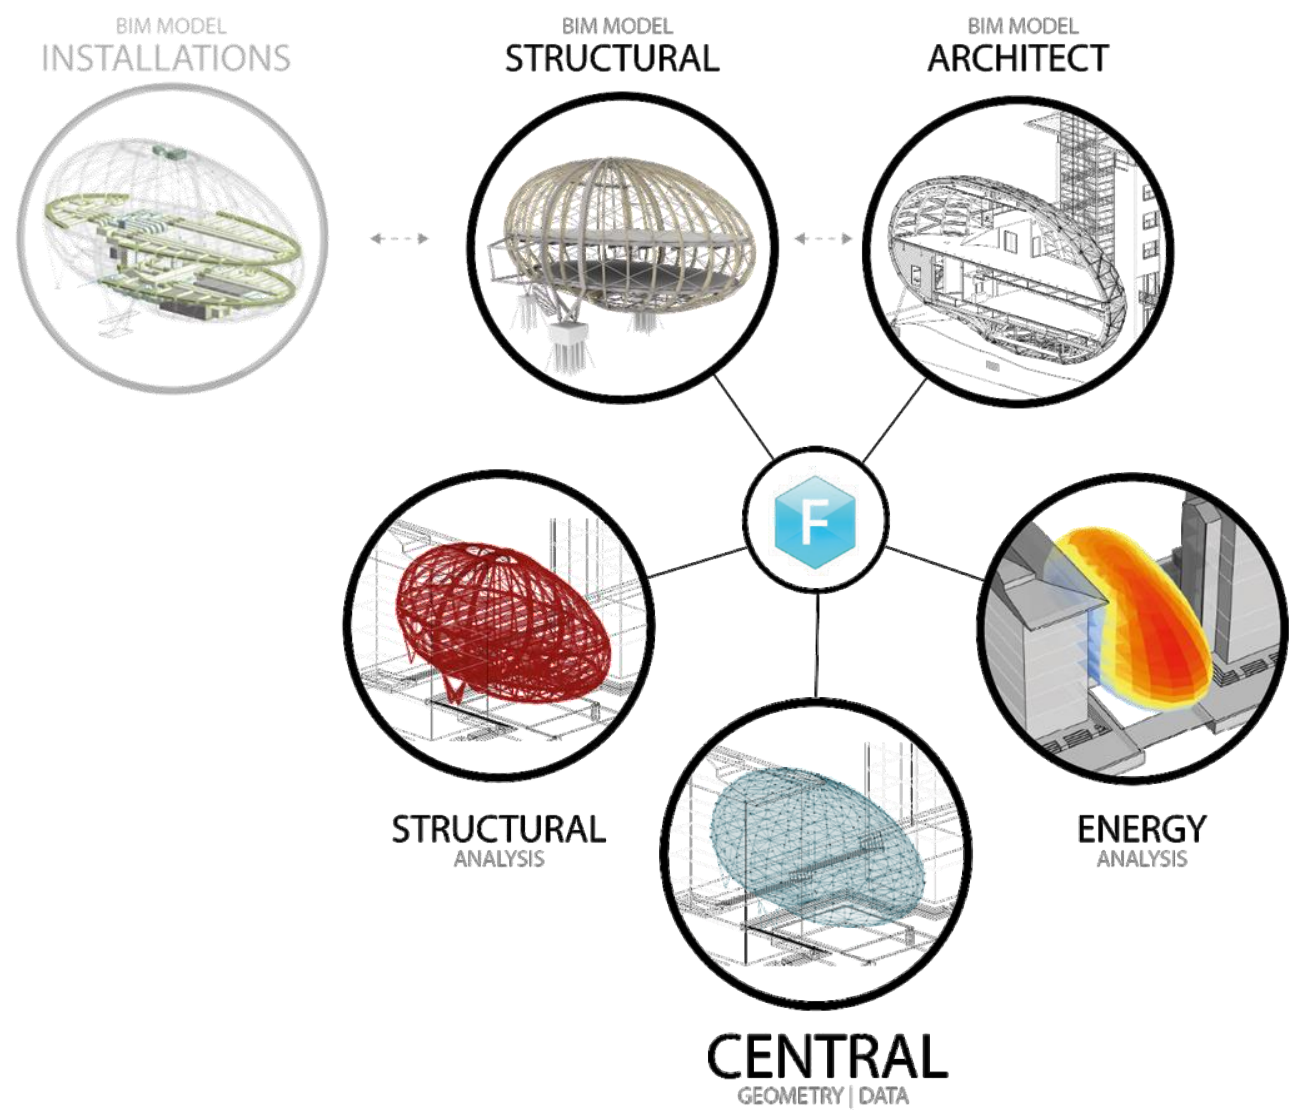 BIM MODEL
INSTALLATIONS
BIM MODEL
STRUCTURAL
BIM MODEL
ARCHITECT
F
STRUCTURAL
ANALYSIS
ENERGY
ANALYSIS
CENTRAL
GEOMETRY | DATA